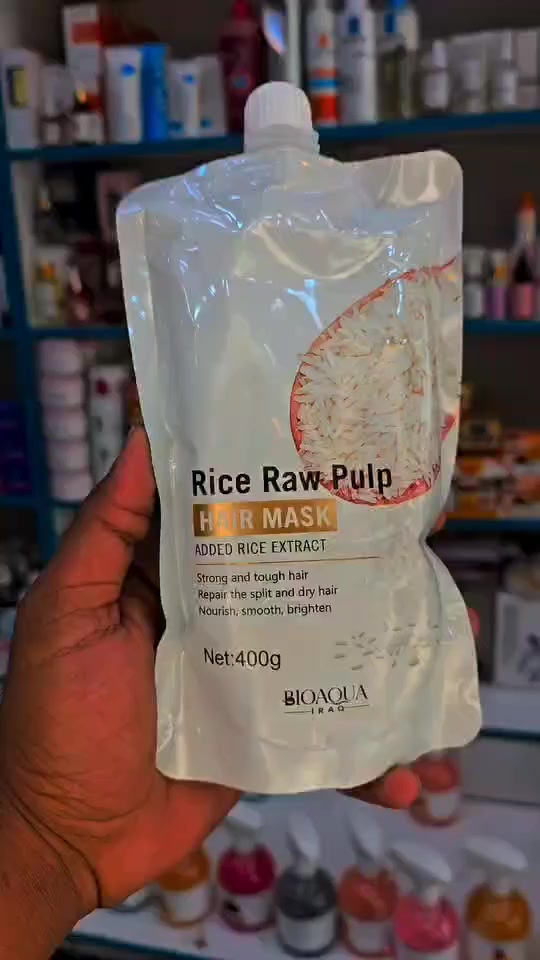 Rice Raw Pulp
HAIR MASK
ADDED RICE EXTRACT
Strong and tough hair
Repair the split and dry hair
Nourish, smooth, brighten
Net:400g
BIOAQUA
IRAQ